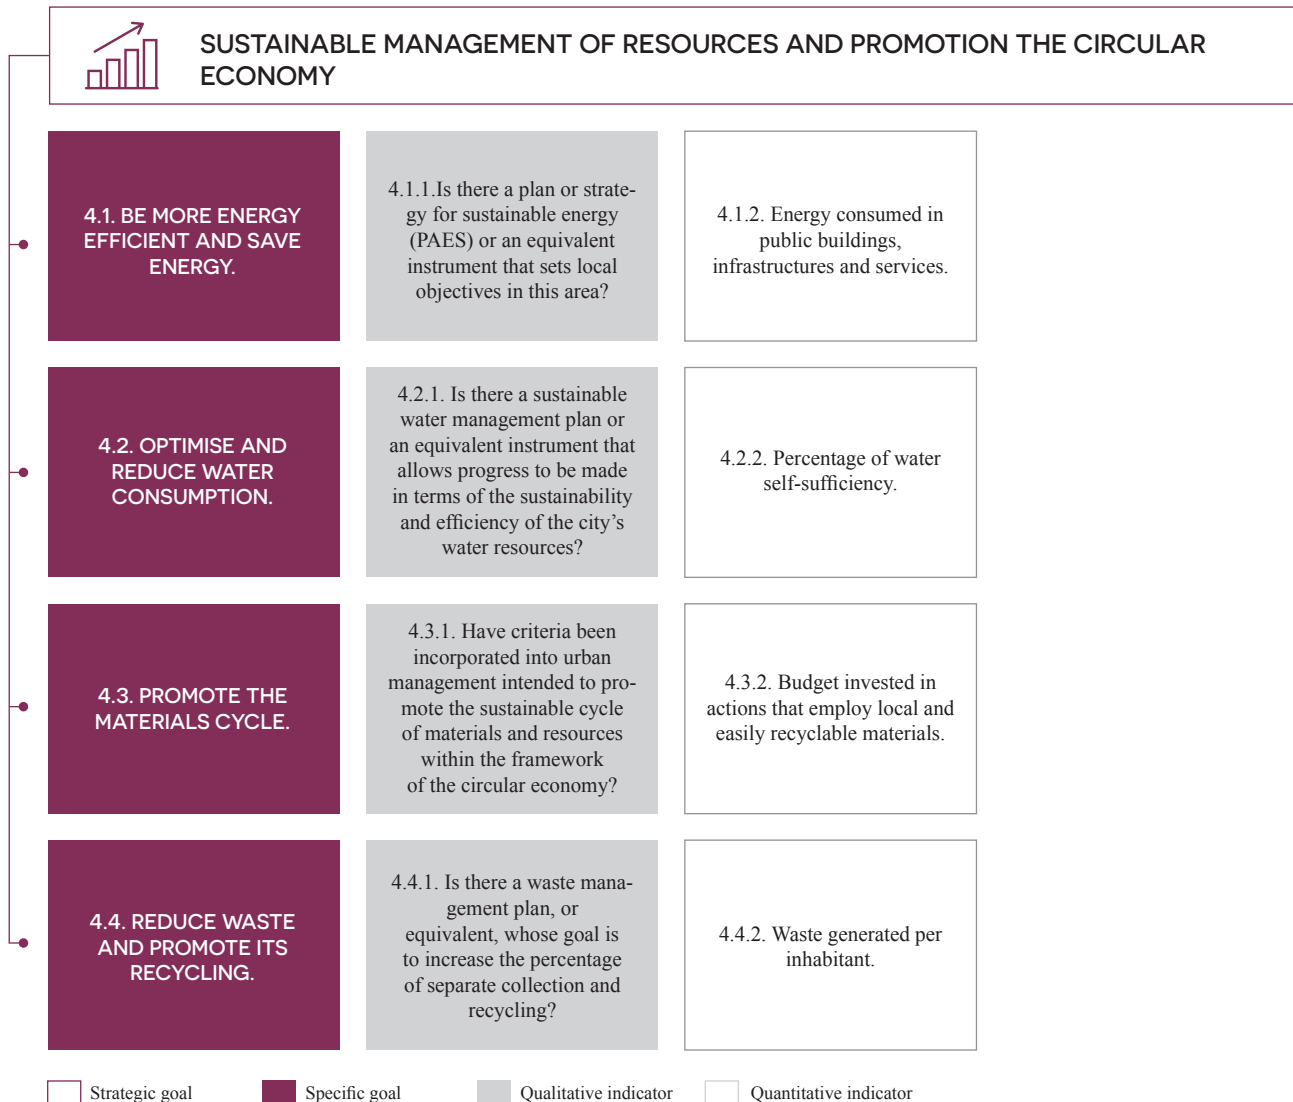 SUSTAINABLE MANAGEMENT OF RESOURCES AND PROMOTION THE CIRCULAR
ECONOMY
4.1. BE MORE ENERGY
EFFICIENT AND SAVE
ENERGY.
4.1.1.Is there a plan or strate-
gy for sustainable energy
(PAES) or an equivalent
instrument that sets local
objectives in this area?
4.1.2. Energy consumed in
public buildings,
infrastructures and services.
4.2. OPTIMISE AND
REDUCE WATER
CONSUMPTION.
4.2.1. Is there a sustainable
water management plan or
an equivalent instrument that
allows progress to be made
in terms of the sustainability
and efficiency of the city’s
water resources?
4.2.2. Percentage of water
self-sufficiency.
4.3. PROMOTE THE
MATERIALS CYCLE.
4.3.1. Have criteria been
incorporated into urban
management intended to pro-
mote the sustainable cycle
of materials and resources
within the framework
of the circular economy?
4.3.2. Budget invested in
actions that employ local and
easily recyclable materials.
4.4. REDUCE WASTE
AND PROMOTE ITS
RECYCLING.
4.4.1. Is there a waste mana-
gement plan, or
equivalent, whose goal is
to increase the percentage
of separate collection and
recycling?
4.4.2. Waste generated per
inhabitant.
Strategic goal
Specific goal
Qualitative indicator
Quantitative indicator